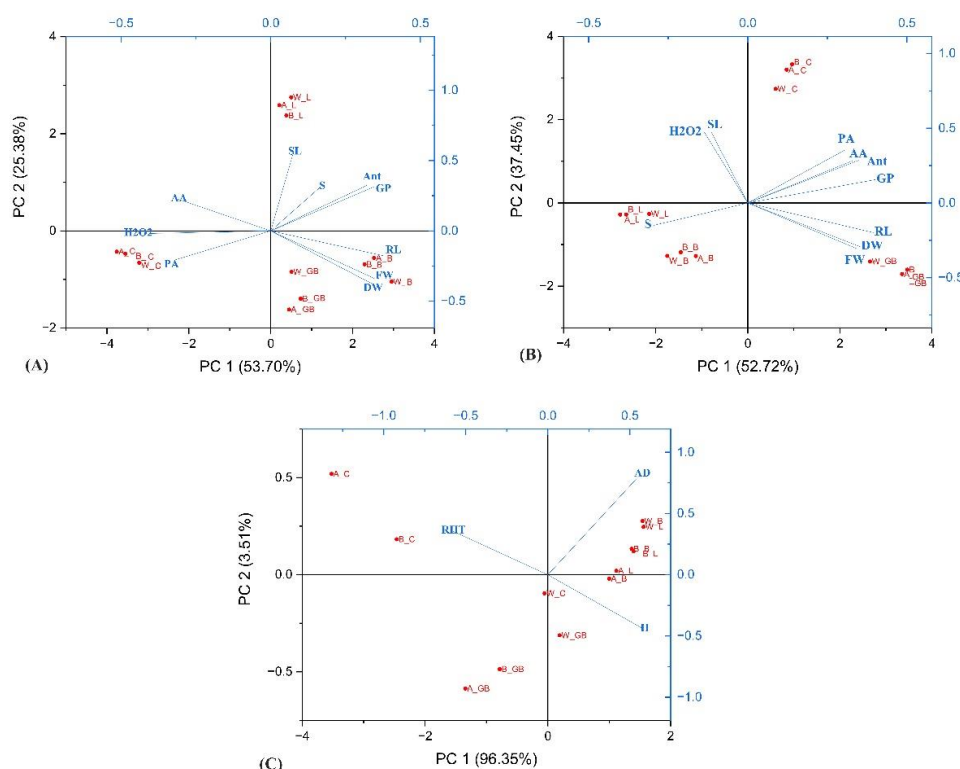 −0.5 0.0 0.5
4
2
0
−2
1.0
0.5
0.0
−0.5
PC 2 (25.38%)
W_L
A_L
B_L
SL
S
Ant
GP
AA
H2O2
PA
A_C
B_C
W_C
RL
A_B
B_B
FW
W_B
DW
W_GB
B_GB
A_GB
−4 −2 0 2 4
PC 1 (53.70%)
(A)
−0.5 0.0 0.5
4
2
0
−2
1.0
0.5
0.0
−0.5
PC 2 (37.45%)
B_C
A_C
W_C
H2O2
SL
PA
AA
Ant
GP
B_L
A_L
W_L
S
B_B
W_B
A_B
RL
DW
FW
W_GB
B
A_GB
_GB
−4 −2 0 2 4
PC 1 (52.72%)
(B)
−1.0 −0.5 0.0 0.5
0.5
0.0
−0.5
1.0
0.5
0.0
−0.5
−1.0
PC 2 (3.51%)
A_C
B_C
AD
W_B
W_L
B_B
B_L
A_L
A_B
W_C
W_GB
B_GB
A_GB
−4 −2 0 2
PC 1 (96.35%)
(C)